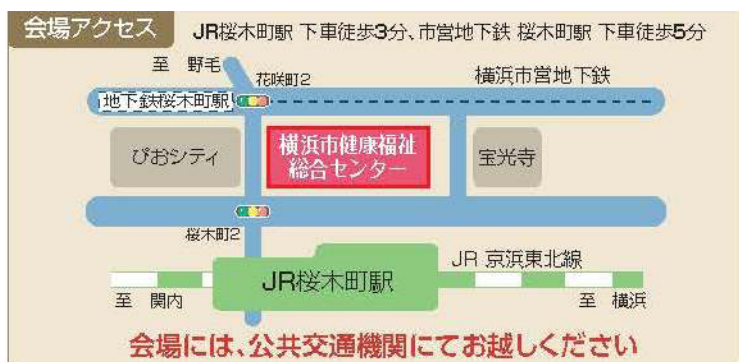 会場アクセス JR桜木町駅 下車徒歩3分、市営地下鉄 桜木町駅 下車徒歩5分
至 野毛
花咲町2
横浜市営地下鉄
地下鉄桜木町駅
ぴおシティ
横浜市健康福祉
総合センター
宝光寺
桜木町2
JR桜木町駅
JR 京浜東北線
至 関内
至 横浜
会場には、公共交通機関にてお越しください